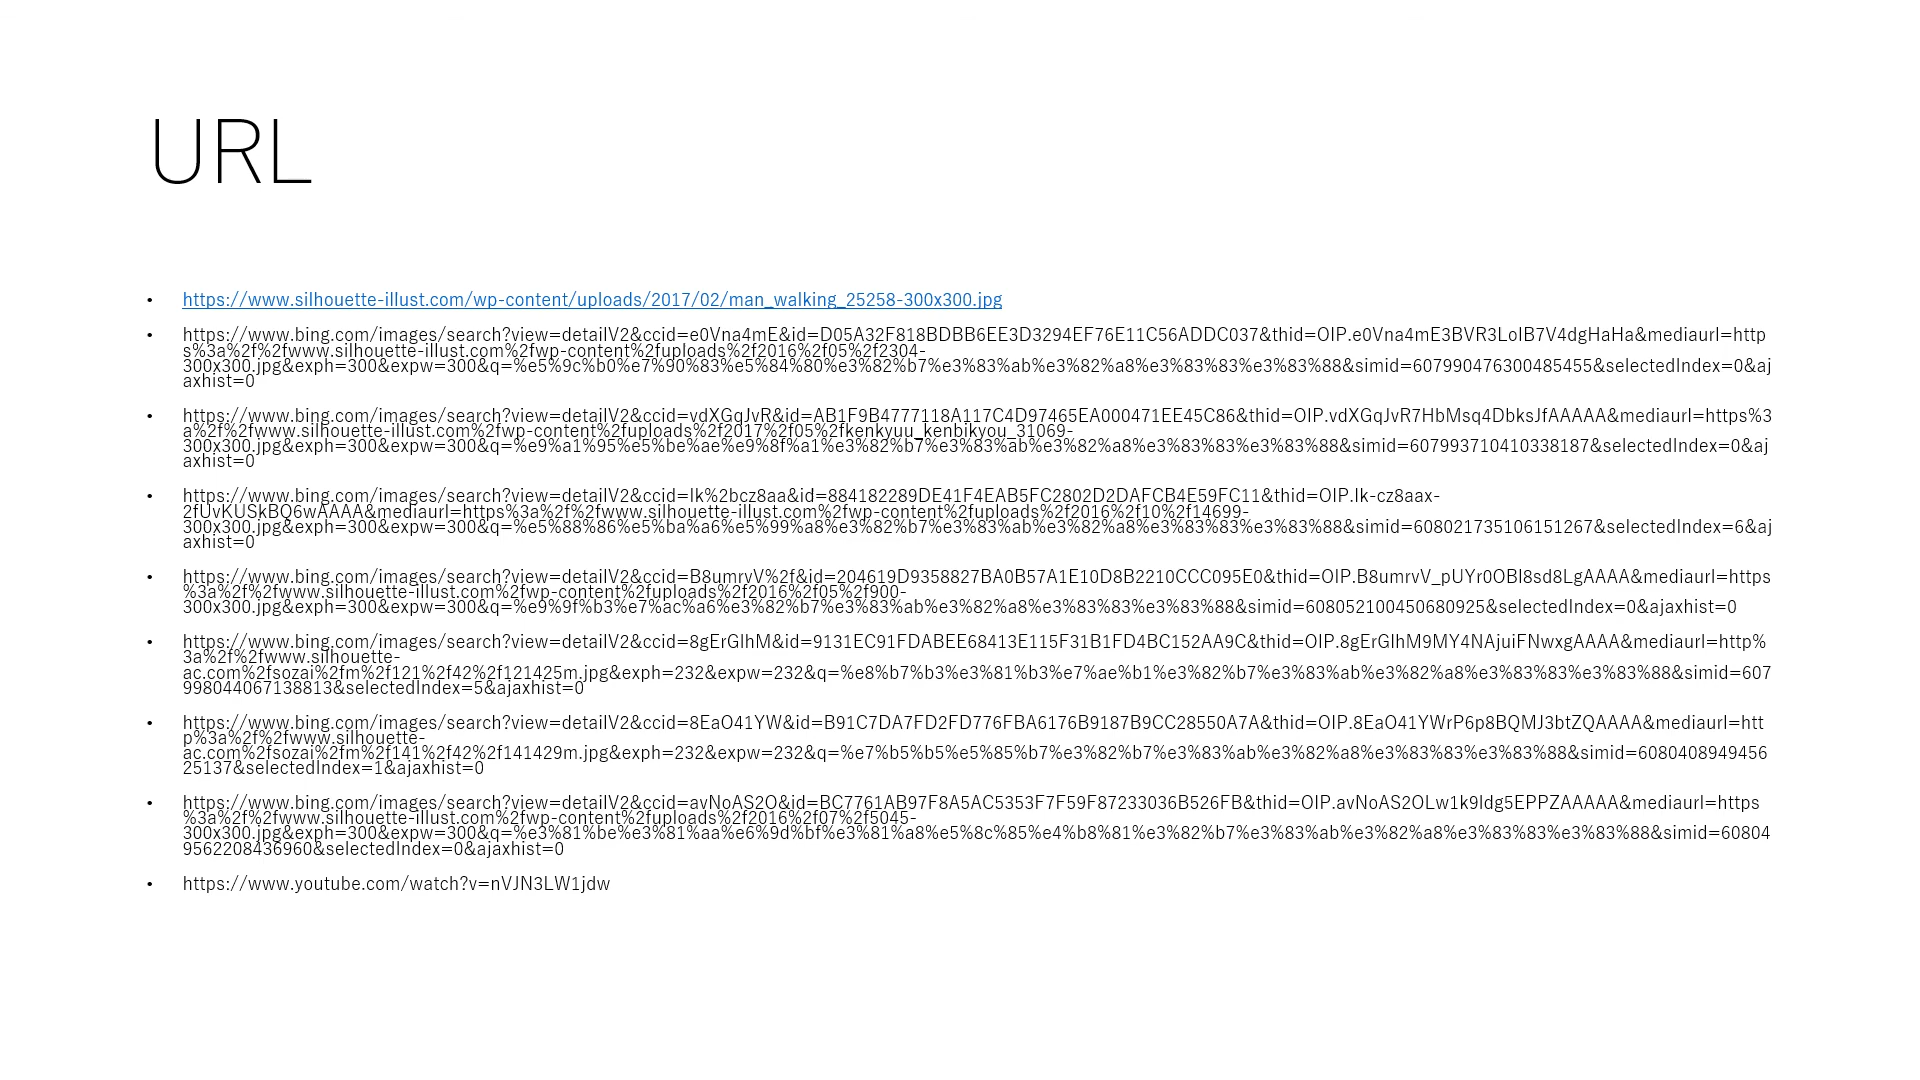 URL
• https://www.silhouette-illust.com/wp-content/uploads/2017/02/man_walking_25258-300x300.jpg
• https://www.bing.com/images/search?view=detailV2&ccid=e0Vna4mE&id=D05A32F818BDBB6EE3D3294EF76E11C56ADDC037&thid=OIP.e0Vna4mE3BVR3LolB7V4dgHaHa&mediaurl=http
s%3a%2f%2fwww.silhouette-illust.com%2fwp-content%2fuploads%2f2016%2f05%2f2304-
300x300.jpg&exph=300&expw=300&q=%e5%9c%b0%e7%90%83%e5%84%80%e3%82%b7%e3%83%ab%e3%82%a8%e3%83%83%e3%83%88&simid=607990476300485455&selectedIndex=0&aj
axhist=0
• https://www.bing.com/images/search?view=detailV2&ccid=vdXGqJvR&id=AB1F9B4777118A117C4D97465EA000471EE45C86&thid=OIP.vdXGqJvR7HbMsq4DbksJfAAAAA&mediaurl=https%3
a%2f%2fwww.silhouette-illust.com%2fwp-content%2fuploads%2f2017%2f05%2fkenkyuu_kenbikyou_31069-
300x300.jpg&exph=300&expw=300&q=%e9%a1%95%e5%be%ae%e9%8f%a1%e3%82%b7%e3%83%ab%e3%82%a8%e3%83%83%e3%83%88&simid=607993710410338187&selectedIndex=0&aj
axhist=0
• https://www.bing.com/images/search?view=detailV2&ccid=lk%2bcz8aa&id=884182289DE41F4EAB5FC2802D2DAFCB4E59FC11&thid=OIP.lk-cz8aax-
2fUvKUSkBQ6wAAAA&mediaurl=https%3a%2f%2fwww.silhouette-illust.com%2fwp-content%2fuploads%2f2016%2f10%2f14699-
300x300.jpg&exph=300&expw=300&q=%e5%88%86%e5%ba%a6%e5%99%a8%e3%82%b7%e3%83%ab%e3%82%a8%e3%83%83%e3%83%88&simid=608021735106151267&selectedIndex=6&aj
axhist=0
• https://www.bing.com/images/search?view=detailV2&ccid=B8umrvV%2f&id=204619D9358827BA0B57A1E10D8B2210CCC095E0&thid=OIP.B8umrvV_pUYr0OBl8sd8LgAAAA&mediaurl=https
%3a%2f%2fwww.silhouette-illust.com%2fwp-content%2fuploads%2f2016%2f05%2f900-
300x300.jpg&exph=300&expw=300&q=%e9%9f%b3%e7%ac%a6%e3%82%b7%e3%83%ab%e3%82%a8%e3%83%83%e3%83%88&simid=608052100450680925&selectedIndex=0&ajaxhist=0
• https://www.bing.com/images/search?view=detailV2&ccid=8gErGlhM&id=9131EC91FDABEE68413E115F31B1FD4BC152AA9C&thid=OIP.8gErGlhM9MY4NAjuiFNwxgAAAA&mediaurl=http%
3a%2f%2fwww.silhouette-
ac.com%2fsozai%2fm%2f121%2f42%2f121425m.jpg&exph=232&expw=232&q=%e8%b7%b3%e3%81%b3%e7%ae%b1%e3%82%b7%e3%83%ab%e3%82%a8%e3%83%83%e3%83%88&simid=607
998044067138813&selectedIndex=5&ajaxhist=0
• https://www.bing.com/images/search?view=detailV2&ccid=8EaO41YW&id=B91C7DA7FD2FD776FBA6176B9187B9CC28550A7A&thid=OIP.8EaO41YWrP6p8BQMJ3btZQAAAA&mediaurl=htt
p%3a%2f%2fwww.silhouette-
ac.com%2fsozai%2fm%2f141%2f42%2f141429m.jpg&exph=232&expw=232&q=%e7%b5%b5%e5%85%b7%e3%82%b7%e3%83%ab%e3%82%a8%e3%83%83%e3%83%88&simid=6080408949456
25137&selectedIndex=1&ajaxhist=0
• https://www.bing.com/images/search?view=detailV2&ccid=avNoAS2O&id=BC7761AB97F8A5AC5353F7F59F87233036B526FB&thid=OIP.avNoAS2OLw1k9ldg5EPPZAAAAA&mediaurl=https
%3a%2f%2fwww.silhouette-illust.com%2fwp-content%2fuploads%2f2016%2f07%2f5045-
300x300.jpg&exph=300&expw=300&q=%e3%81%be%e3%81%aa%e6%9d%bf%e3%81%a8%e5%8c%85%e4%b8%81%e3%82%b7%e3%83%ab%e3%82%a8%e3%83%83%e3%83%88&simid=60804
9562208436960&selectedIndex=0&ajaxhist=0
• https://www.youtube.com/watch?v=nVJN3LW1jdw